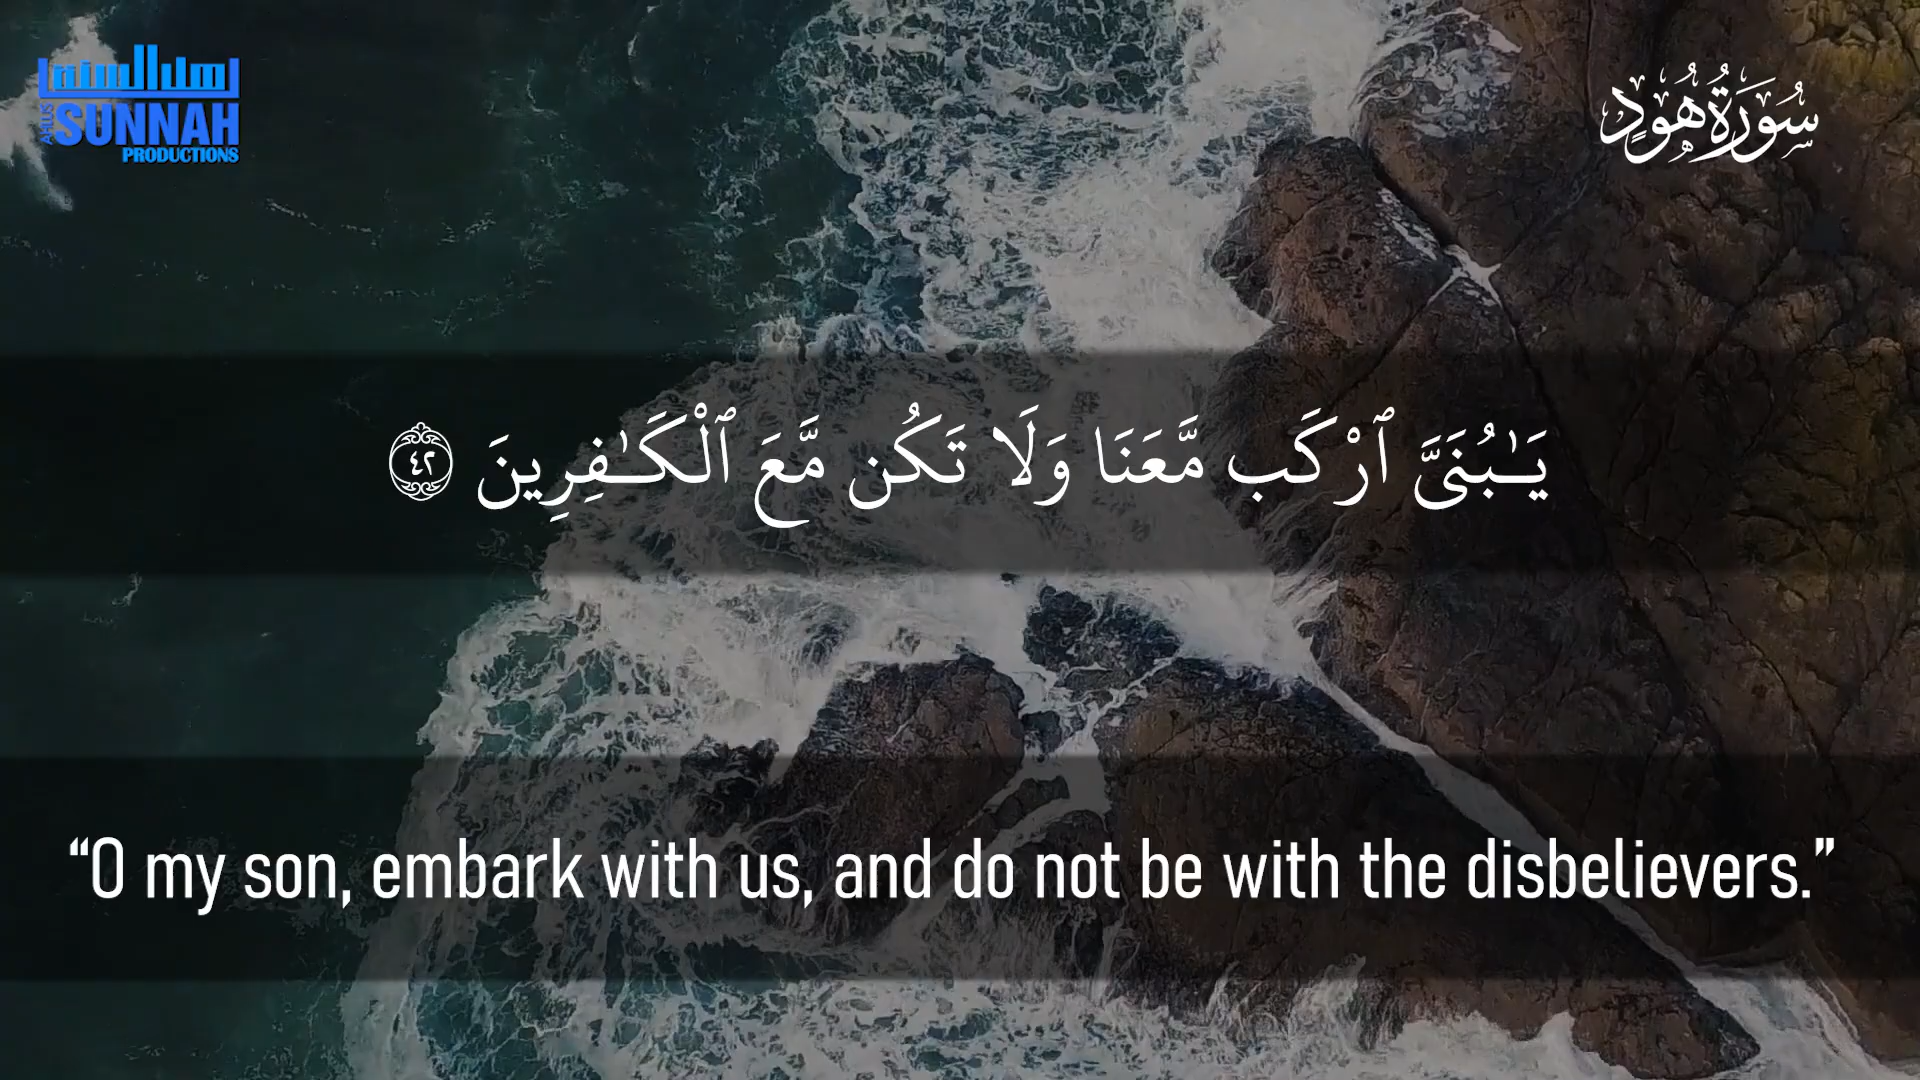 اهل السنة
AHLUS
SUNNAH
PRODUCTIONS
سُورَةُ هُودٍ
يَـٰبُنَىَّ ٱرْكَب مَّعَنَا وَلَا تَكُن مَّعَ ٱلْكَـٰفِرِينَ ٤٢
“O my son, embark with us, and do not be with the disbelievers.”